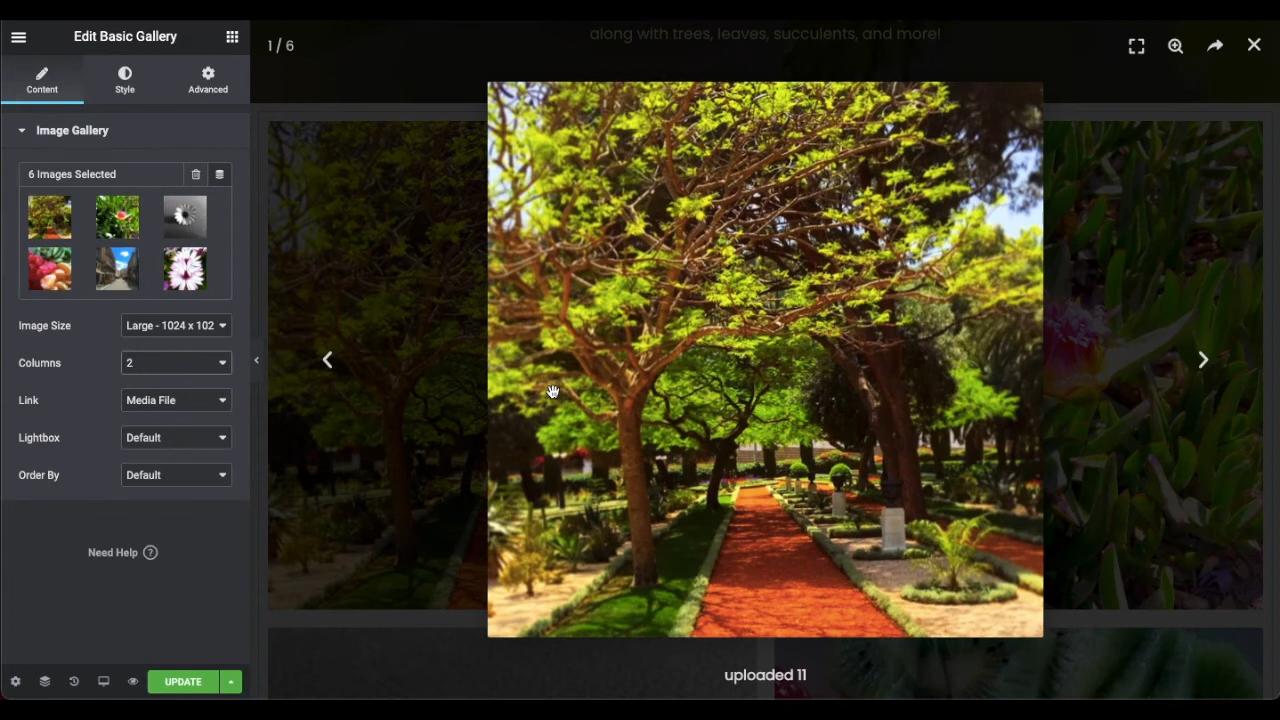 Edit Basic Gallery
Content
Style
Advanced
Image Gallery
6 Images Selected
Image Size
Large - 1024 x 102
Columns
2
Link
Media File
Lightbox
Default
Order By
Default
Need Help ?
UPDATE
1 / 6
along with trees, leaves, succulents, and more!
uploaded 11